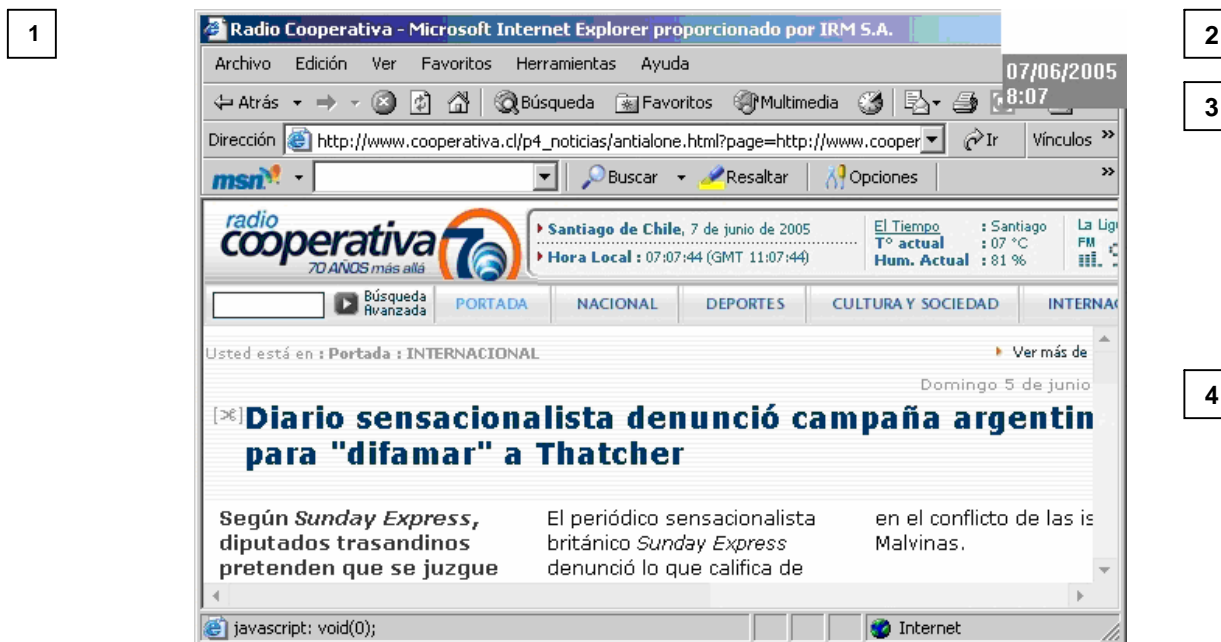 1
2
3
4
Radio Cooperativa - Microsoft Internet Explorer proporcionado por IRM S.A.
07/06/2005
8:07
Archivo Edición Ver Favoritos Herramientas Ayuda
Atrás Búsqueda Favoritos Multimedia
Dirección http://www.cooperativa.cl/p4_noticias/antialone.html?page=http://www.cooper Ir Vínculos »
msn Buscar Resaltar Opciones »
radio cooperativa 70
70 AÑOS más allá
Santiago de Chile, 7 de junio de 2005
Hora Local : 07:07:44 (GMT 11:07:44)
El Tiempo : Santiago
Tº actual : 07 °C
Hum. Actual : 81 %
La Ligu
FM
Búsqueda Avanzada PORTADA NACIONAL DEPORTES CULTURA Y SOCIEDAD INTERNA
Usted está en : Portada : INTERNACIONAL
Ver más de
Domingo 5 de junio
Diario sensacionalista denunció campaña argentin
para "difamar" a Thatcher
Según Sunday Express,
diputados trasandinos
pretenden que se juzgue
El periódico sensacionalista
británico Sunday Express
denunció lo que califica de
en el conflicto de las is
Malvinas.
javascript: void(0); Internet